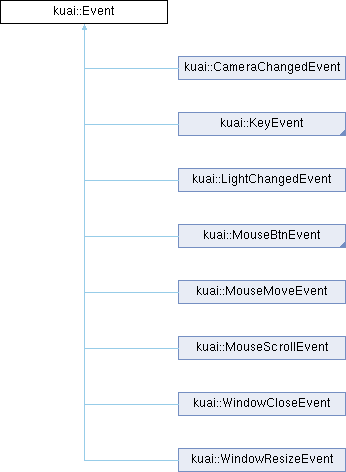 kuai::Event
kuai::CameraChangedEvent
kuai::KeyEvent
kuai::LightChangedEvent
kuai::MouseBtnEvent
kuai::MouseMoveEvent
kuai::MouseScrollEvent
kuai::WindowCloseEvent
kuai::WindowResizeEvent